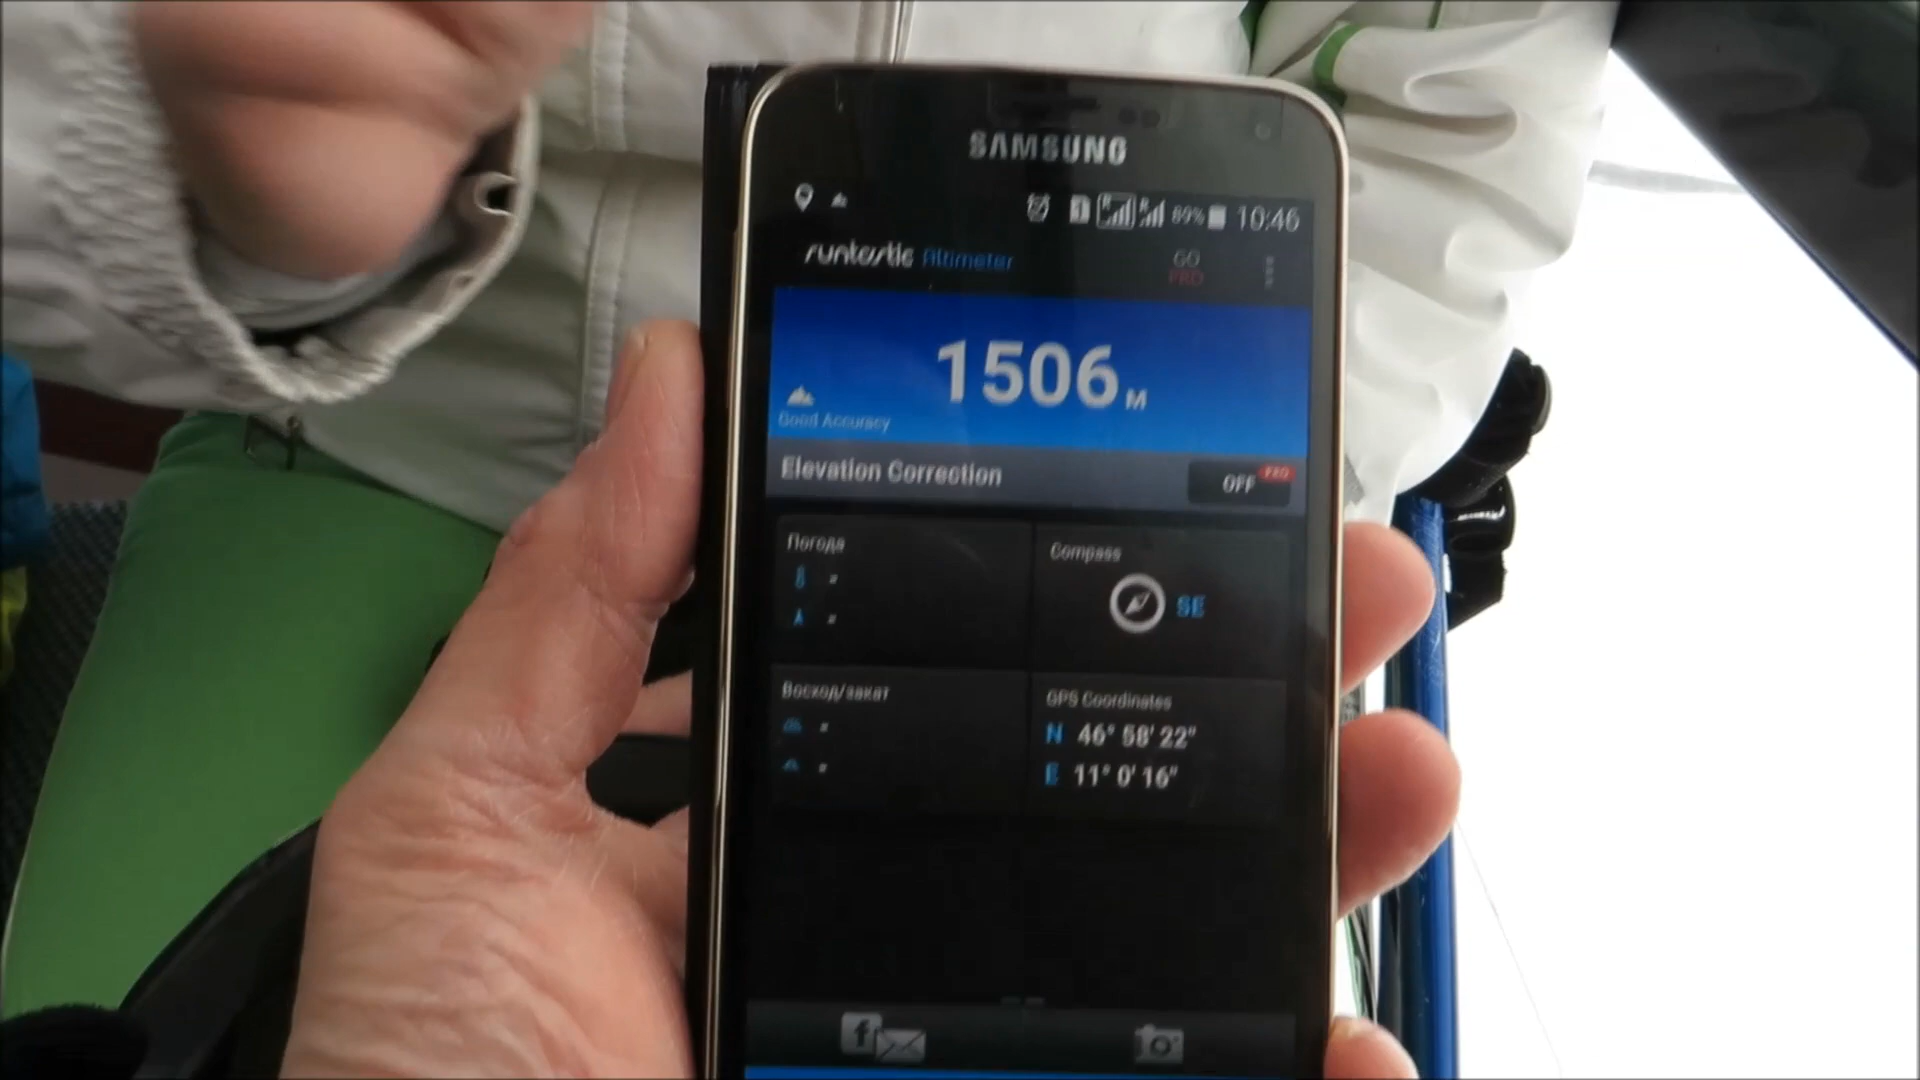 SAMSUNG
89% 10:46
runtastic Altimeter
GO
PRO
1506 M
Good Accuracy
Elevation Correction
OFF
PRO
Погода
Compass
SE
Восход/закат
GPS Coordinates
N 46° 58' 22"
E 11° 0' 16"